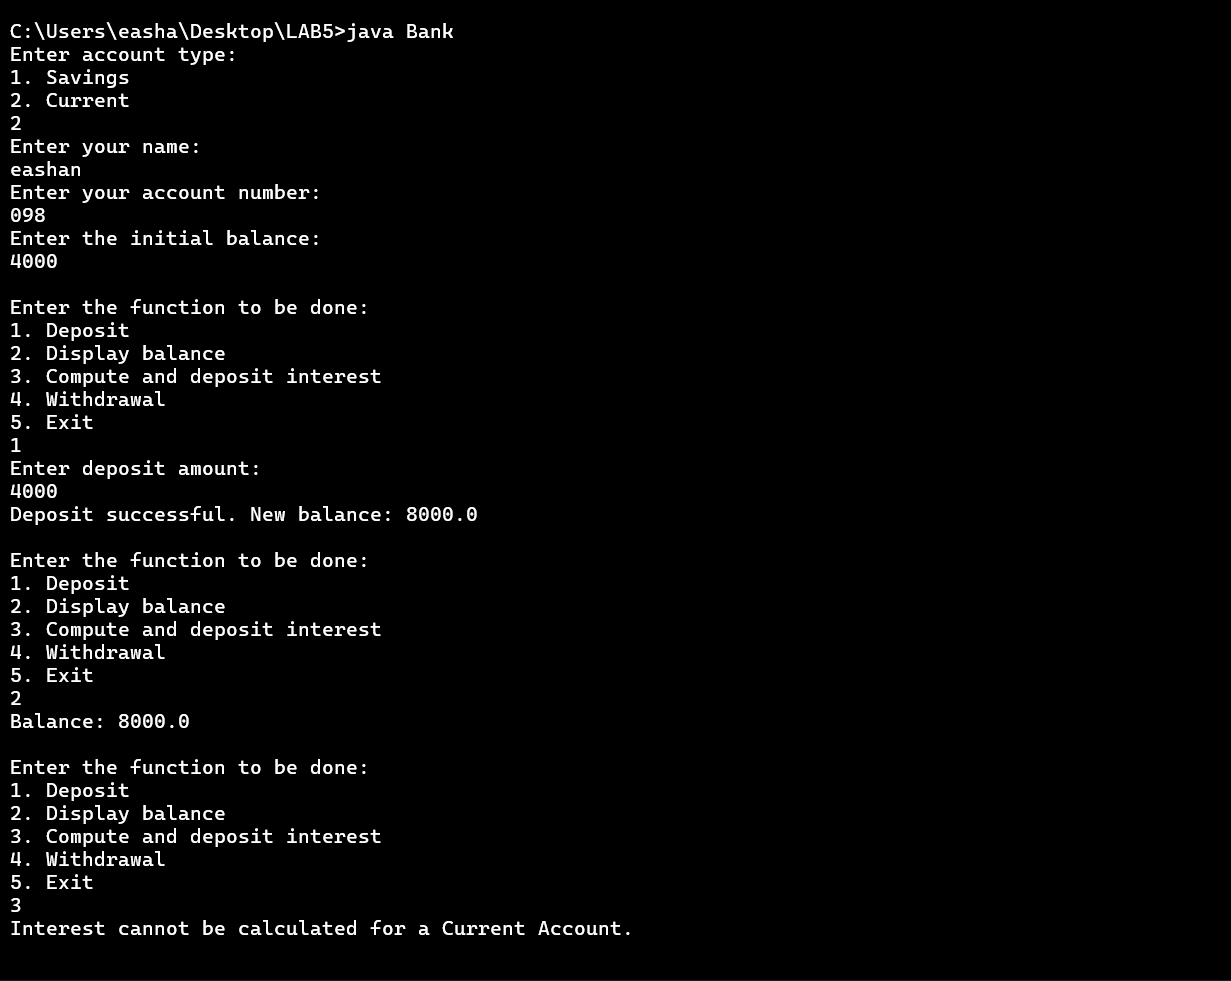 C:\Users\easha\Desktop\LAB5>java Bank
Enter account type:
1. Savings
2. Current
2
Enter your name:
eashan
Enter your account number:
098
Enter the initial balance:
4000

Enter the function to be done:
1. Deposit
2. Display balance
3. Compute and deposit interest
4. Withdrawal
5. Exit
1
Enter deposit amount:
4000
Deposit successful. New balance: 8000.0

Enter the function to be done:
1. Deposit
2. Display balance
3. Compute and deposit interest
4. Withdrawal
5. Exit
2
Balance: 8000.0

Enter the function to be done:
1. Deposit
2. Display balance
3. Compute and deposit interest
4. Withdrawal
5. Exit
3
Interest cannot be calculated for a Current Account.